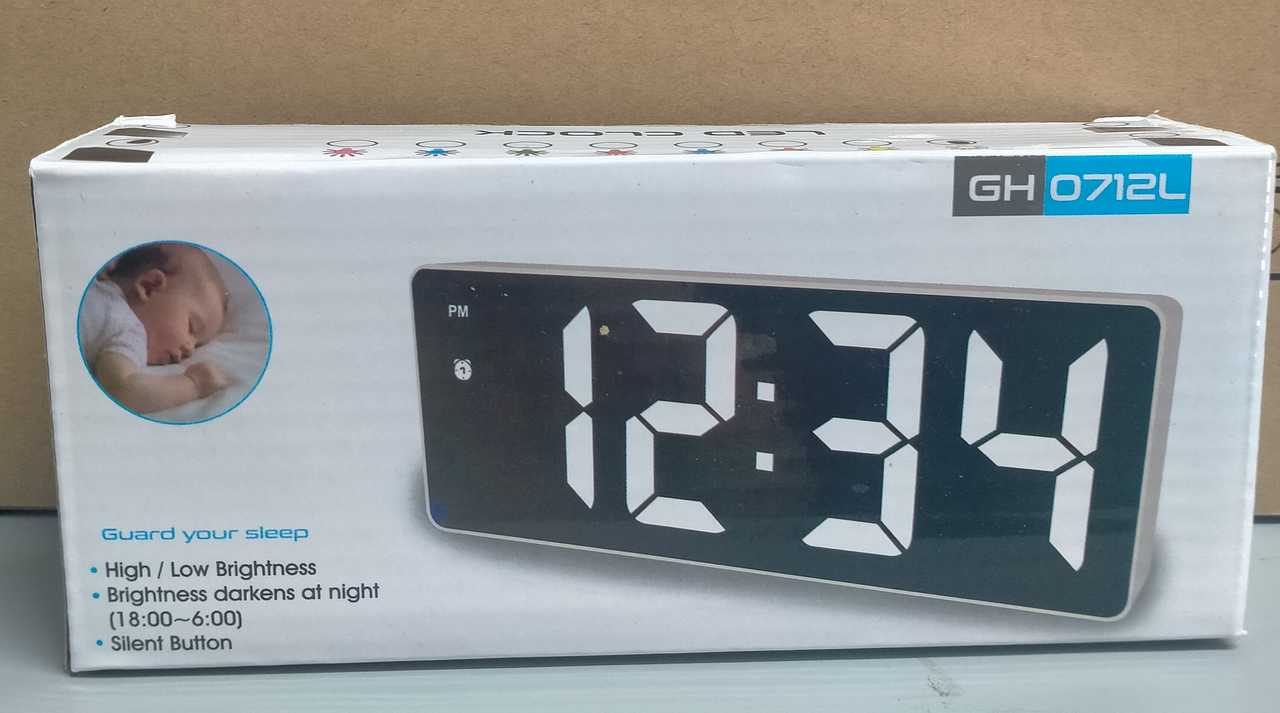 LED CLOCK
GH 0712L
PM
12:34
Guard your sleep
• High / Low Brightness
• Brightness darkens at night
(18:00~6:00)
• Silent Button